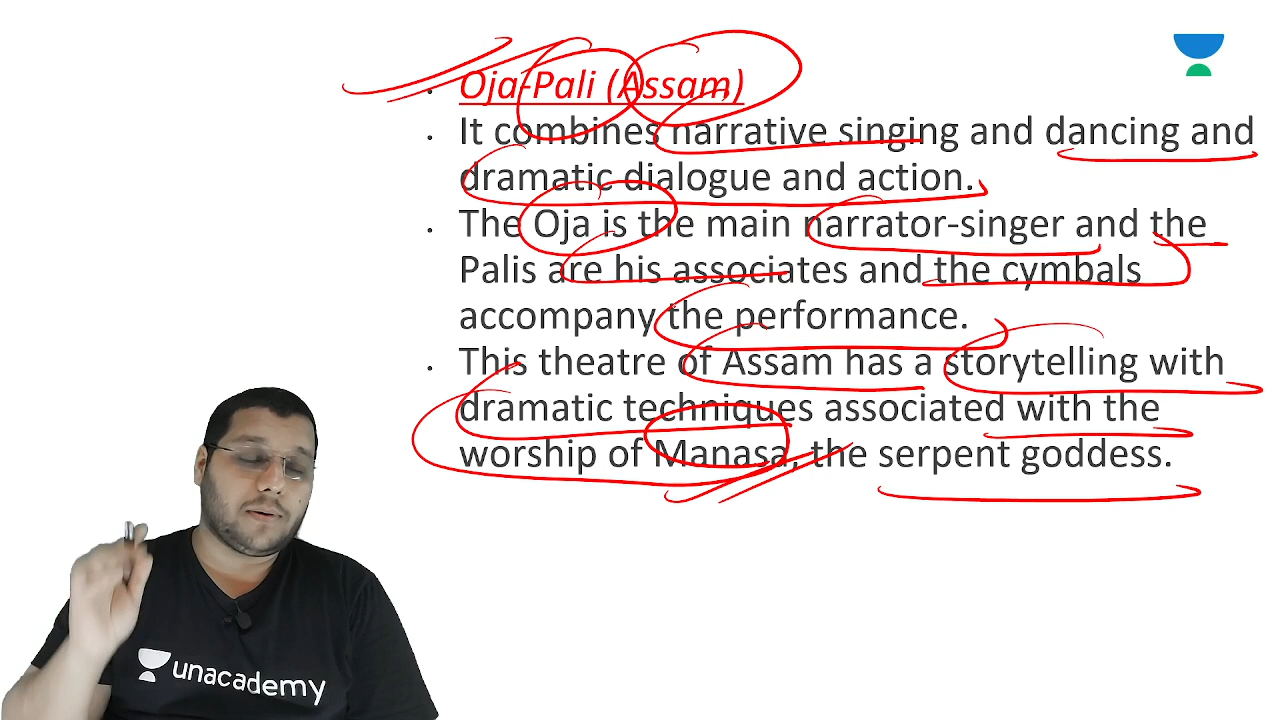 Oja-Pali (Assam)
It combines narrative singing and dancing and
dramatic dialogue and action.
The Oja is the main narrator-singer and the
Palis are his associates and the cymbals
accompany the performance.
This theatre of Assam has a storytelling with
dramatic techniques associated with the
worship of Manasa, the serpent goddess.
unacademy